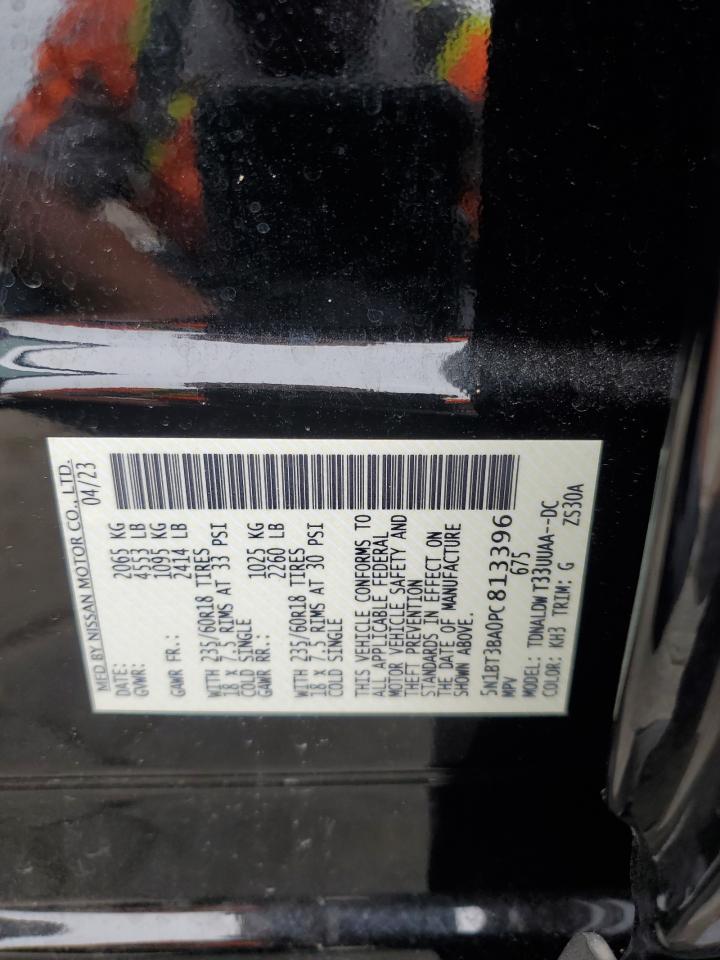 MFD BY NISSAN MOTOR CO., LTD.
DATE: 04/23
GVWR: 2065 KG
4553 LB
GAWR FR.: 1095 KG
2414 LB
WITH 235/60R18 TIRES
18 x 7.5 RIMS AT 33 PSI
COLD SINGLE
GAWR RR.: 1025 KG
2260 LB
WITH 235/60R18 TIRES
18 x 7.5 RIMS AT 30 PSI
COLD SINGLE
THIS VEHICLE CONFORMS TO
ALL APPLICABLE FEDERAL
MOTOR VEHICLE SAFETY AND
THEFT PREVENTION
STANDARDS IN EFFECT ON
THE DATE OF MANUFACTURE
SHOWN ABOVE.
5N1BT3BA0PC813396
MPV 675
MODEL: TDNALDWT33UUAA--DC
COLOR: KH3 TRIM: G ZS30A